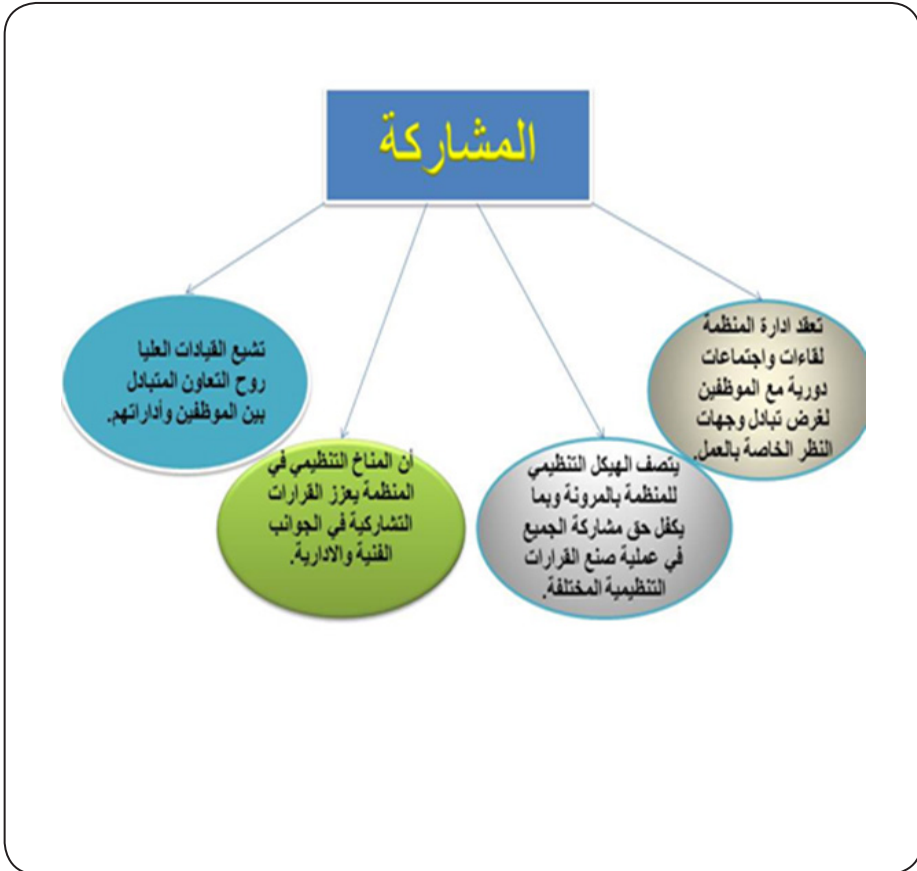 المشاركة
تعقد ادارة المنظمة
لقاءات واجتماعات
دورية مع الموظفين
لغرض تبادل وجهات
النظر الخاصة بالعمل.
يتصف الهيكل التنظيمي
للمنظمة بالمرونة وبما
يكفل حق مشاركة الجميع
في عملية صنع القرارات
التنظيمية المختلفة.
أن المناخ التنظيمي في
المنظمة يعزز القرارات
التشاركية في الجوانب
الفنية والادارية.
تشيع القيادات العليا
روح التعاون المتبادل
بين الموظفين وأداراتهم.